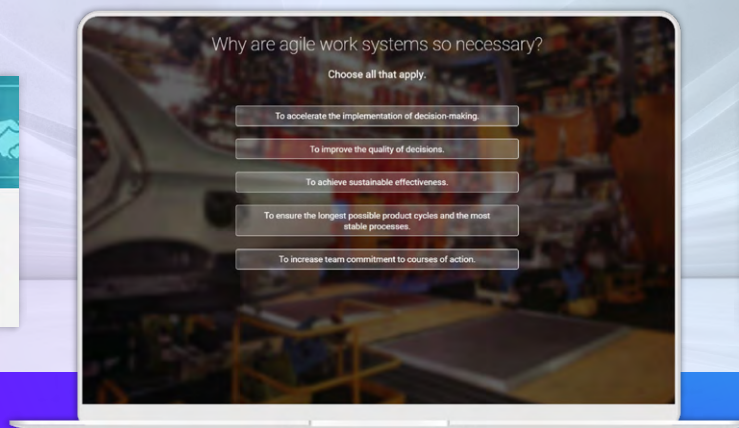 Why are agile work systems so necessary?
Choose all that apply.
To accelerate the implementation of decision-making.
To improve the quality of decisions.
To achieve sustainable effectiveness.
To ensure the longest possible product cycles and the most
stable processes.
To increase team commitment to courses of action.